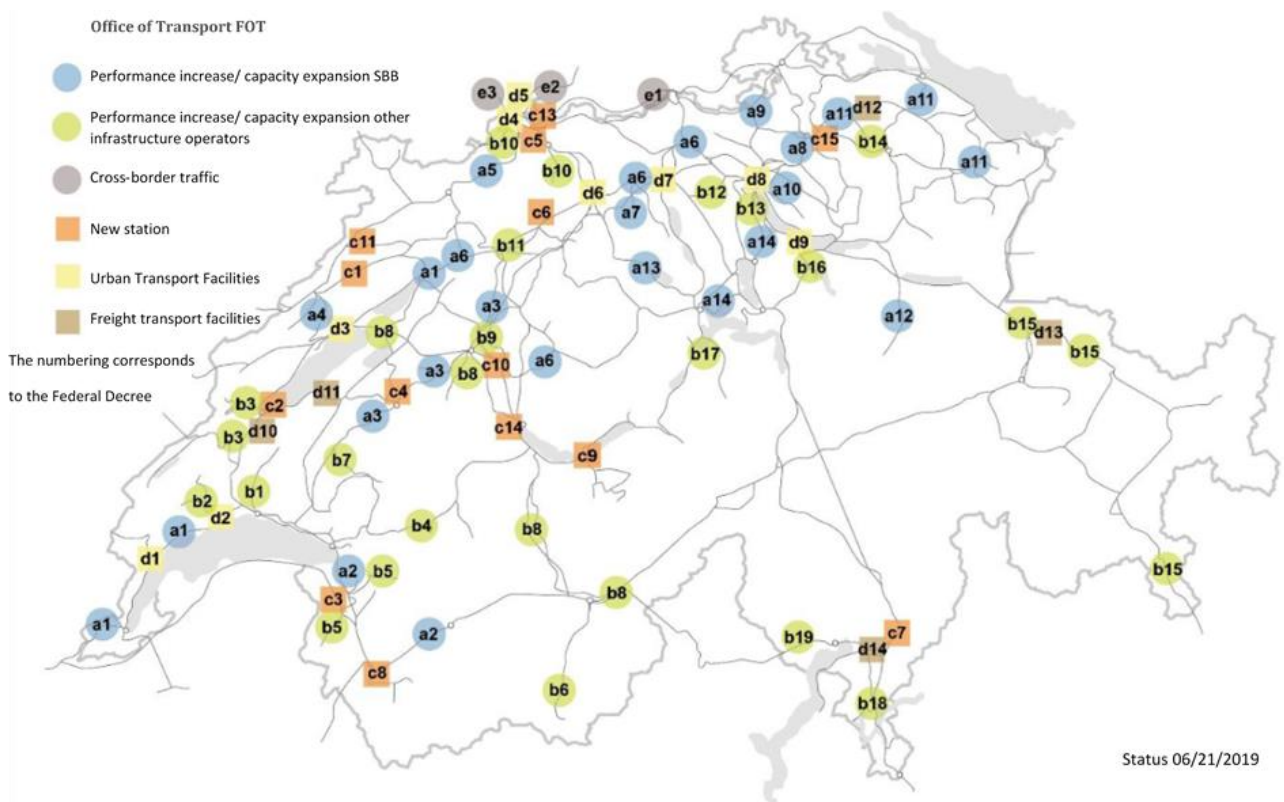 Office of Transport FOT
Performance increase/ capacity expansion SBB
Performance increase/ capacity expansion other
infrastructure operators
Cross-border traffic
New station
Urban Transport Facilities
Freight transport facilities
The numbering corresponds
to the Federal Decree
e3
d5
e2
e1
d4
c13
a9
a11
d12
a11
b10
c5
a6
a8
c15
b14
a5
b10
a11
d6
a6
d7
b12
d8
a10
c6
a7
b13
c11
a6
b11
a14
d9
c1
a1
a13
b16
a4
d3
b8
a3
a14
a12
b15
d13
b15
b9
a3
b8
c10
a6
b17
b3
c2
d11
c4
b3
d10
a3
c14
c9
b7
b2
b1
d2
a1
b4
b8
d1
a2
b5
b15
c3
b8
a1
b5
a2
b19
d14
c7
c8
b6
b18
Status 06/21/2019